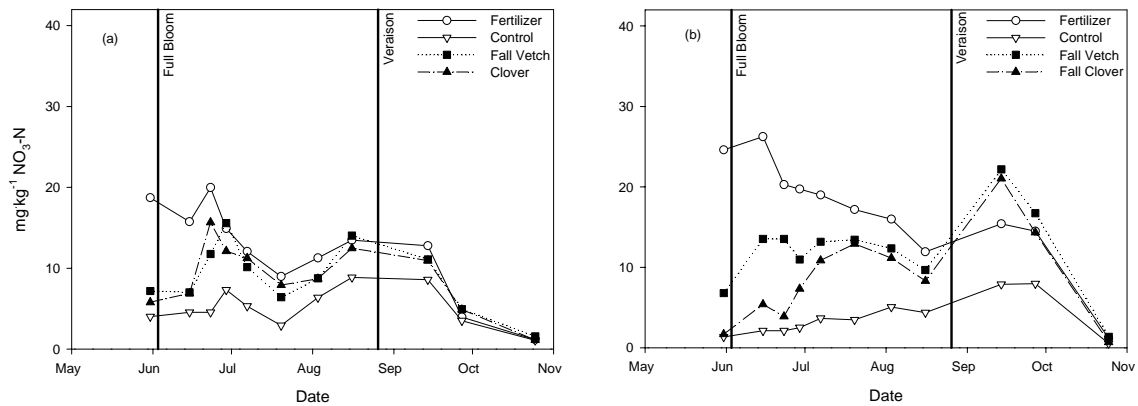 (a)
Full Bloom
Veraison
Fertilizer
Control
Fall Vetch
Clover
mg·kg⁻¹ NO₃-N
40
30
20
10
0
May
Jun
Jul
Aug
Sep
Oct
Nov
Date
(b)
Full Bloom
Veraison
Fertilizer
Control
Fall Vetch
Fall Clover
40
30
20
10
0
May
Jun
Jul
Aug
Sep
Oct
Nov
Date